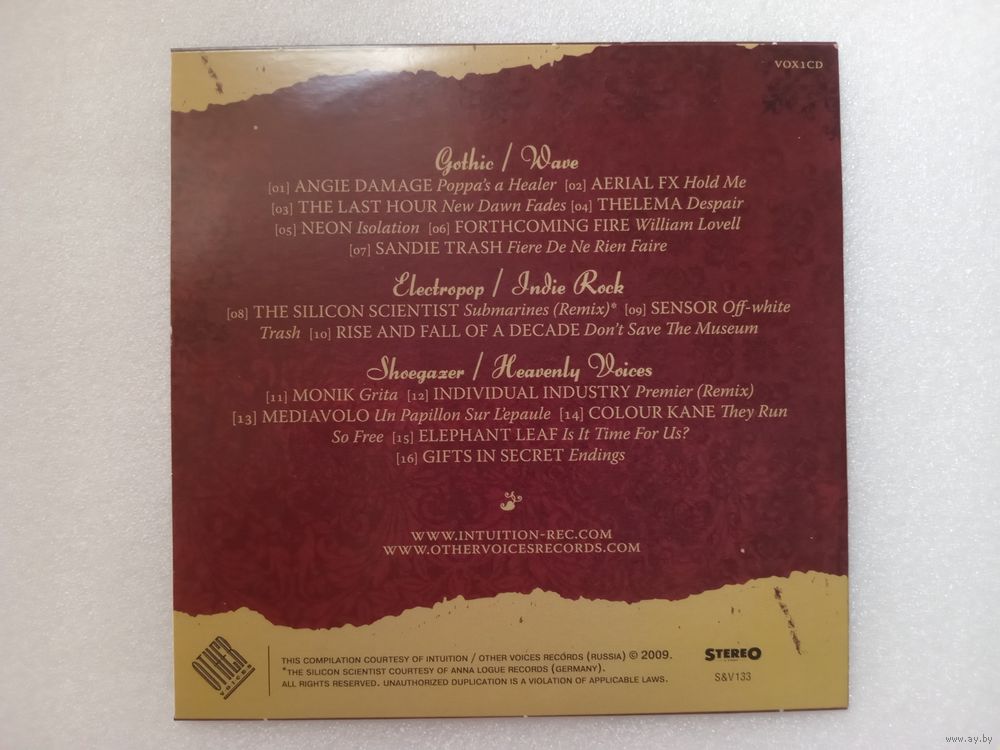 VOX1CD
Gothic / Wave
[01] ANGIE DAMAGE Poppa's a Healer [02] AERIAL FX Hold Me
[03] THE LAST HOUR New Dawn Fades [04] THELEMA Despair
[05] NEON Isolation [06] FORTHCOMING FIRE William Lovell
[07] SANDIE TRASH Fiere De Ne Rien Faire
Electropop / Indie Rock
[08] THE SILICON SCIENTIST Submarines (Remix)* [09] SENSOR Off-white
Trash [10] RISE AND FALL OF A DECADE Don't Save The Museum
Shoegazer / Heavenly Voices
[11] MONIK Grita [12] INDIVIDUAL INDUSTRY Premier (Remix)
[13] MEDIAVOLO Un Papillon Sur L'epaule [14] COLOUR KANE They Run
So Free [15] ELEPHANT LEAF Is It Time For Us?
[16] GIFTS IN SECRET Endings
WWW.INTUITION-REC.COM
WWW.OTHERVOICESRECORDS.COM
OTHER
voices
THIS COMPILATION COURTESY OF INTUITION / OTHER VOICES RECORDS (RUSSIA) © 2009.
*THE SILICON SCIENTIST COURTESY OF ANNA LOGUE RECORDS (GERMANY).
ALL RIGHTS RESERVED. UNAUTHORIZED DUPLICATION IS A VIOLATION OF APPLICABLE LAWS.
STEREO
S&V133
www.ay.by